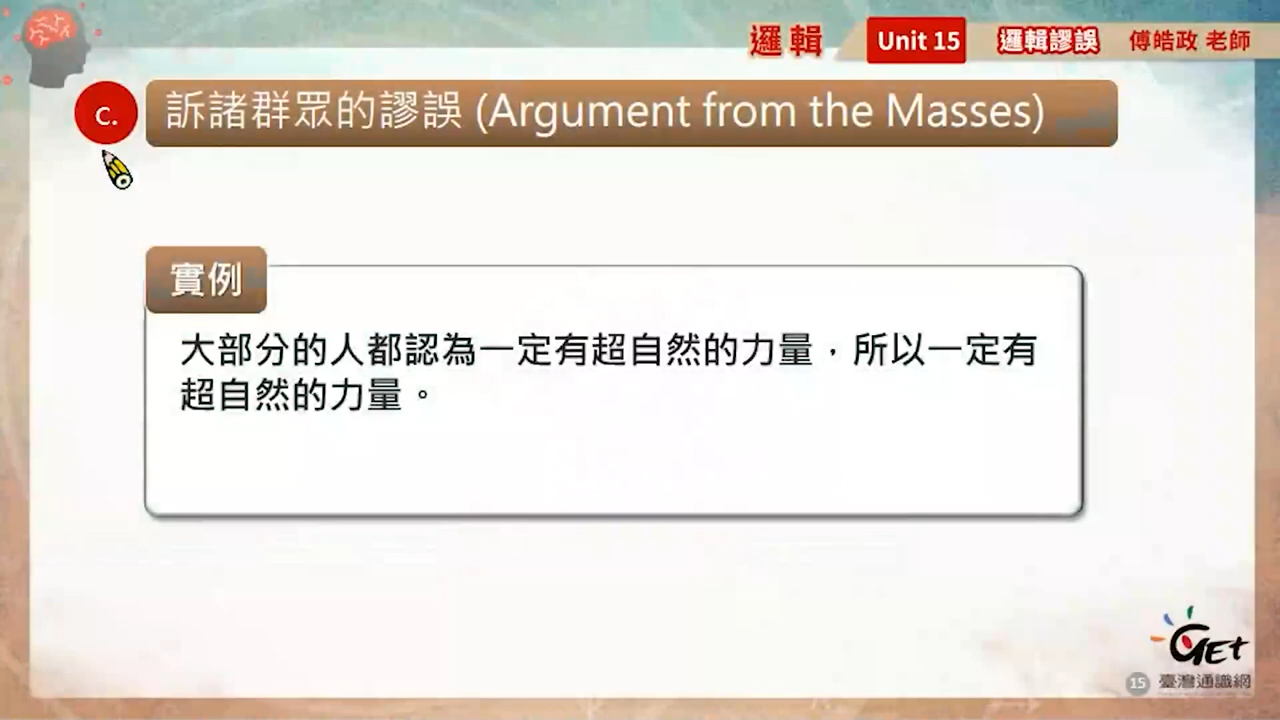 邏輯 Unit 15 邏輯謬誤 傅皓政 老師
c. 訴諸群眾的謬誤 (Argument from the Masses)
實例
大部分的人都認為一定有超自然的力量，所以一定有
超自然的力量。
GET
15 臺灣通識網